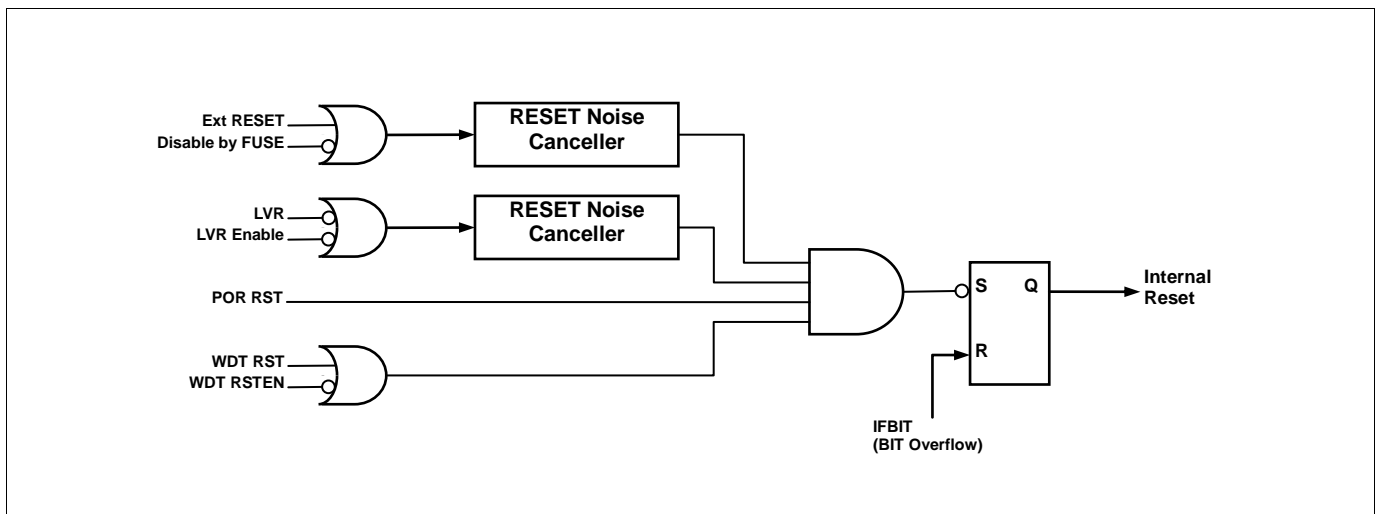 Ext RESET
Disable by FUSE
RESET Noise
Canceller
LVR
LVR Enable
RESET Noise
Canceller
POR RST
WDT RST
WDT RSTEN
S
Q
R
Internal
Reset
IFBIT
(BIT Overflow)